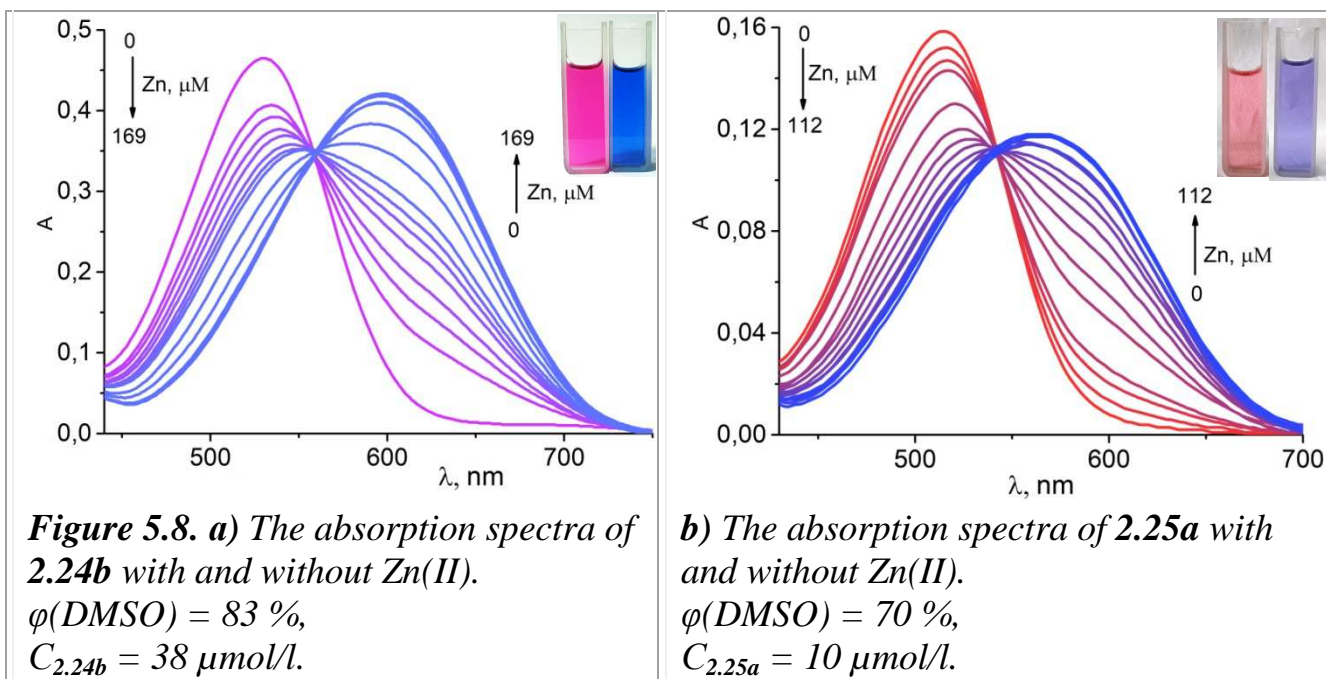 0,5
0
Zn, µM
169
0,4
169
Zn, µM
0
0,3
A
0,2
0,1
0,0
500
600
700
λ, nm
Figure 5.8. a) The absorption spectra of
2.24b with and without Zn(II).
φ(DMSO) = 83 %,
C2.24b = 38 µmol/l.
0,16
0
Zn, µM
112
0,12
A
0,08
112
Zn, µM
0
0,04
0,00
500
600
700
λ, nm
b) The absorption spectra of 2.25a with
and without Zn(II).
φ(DMSO) = 70 %,
C2.25a = 10 µmol/l.